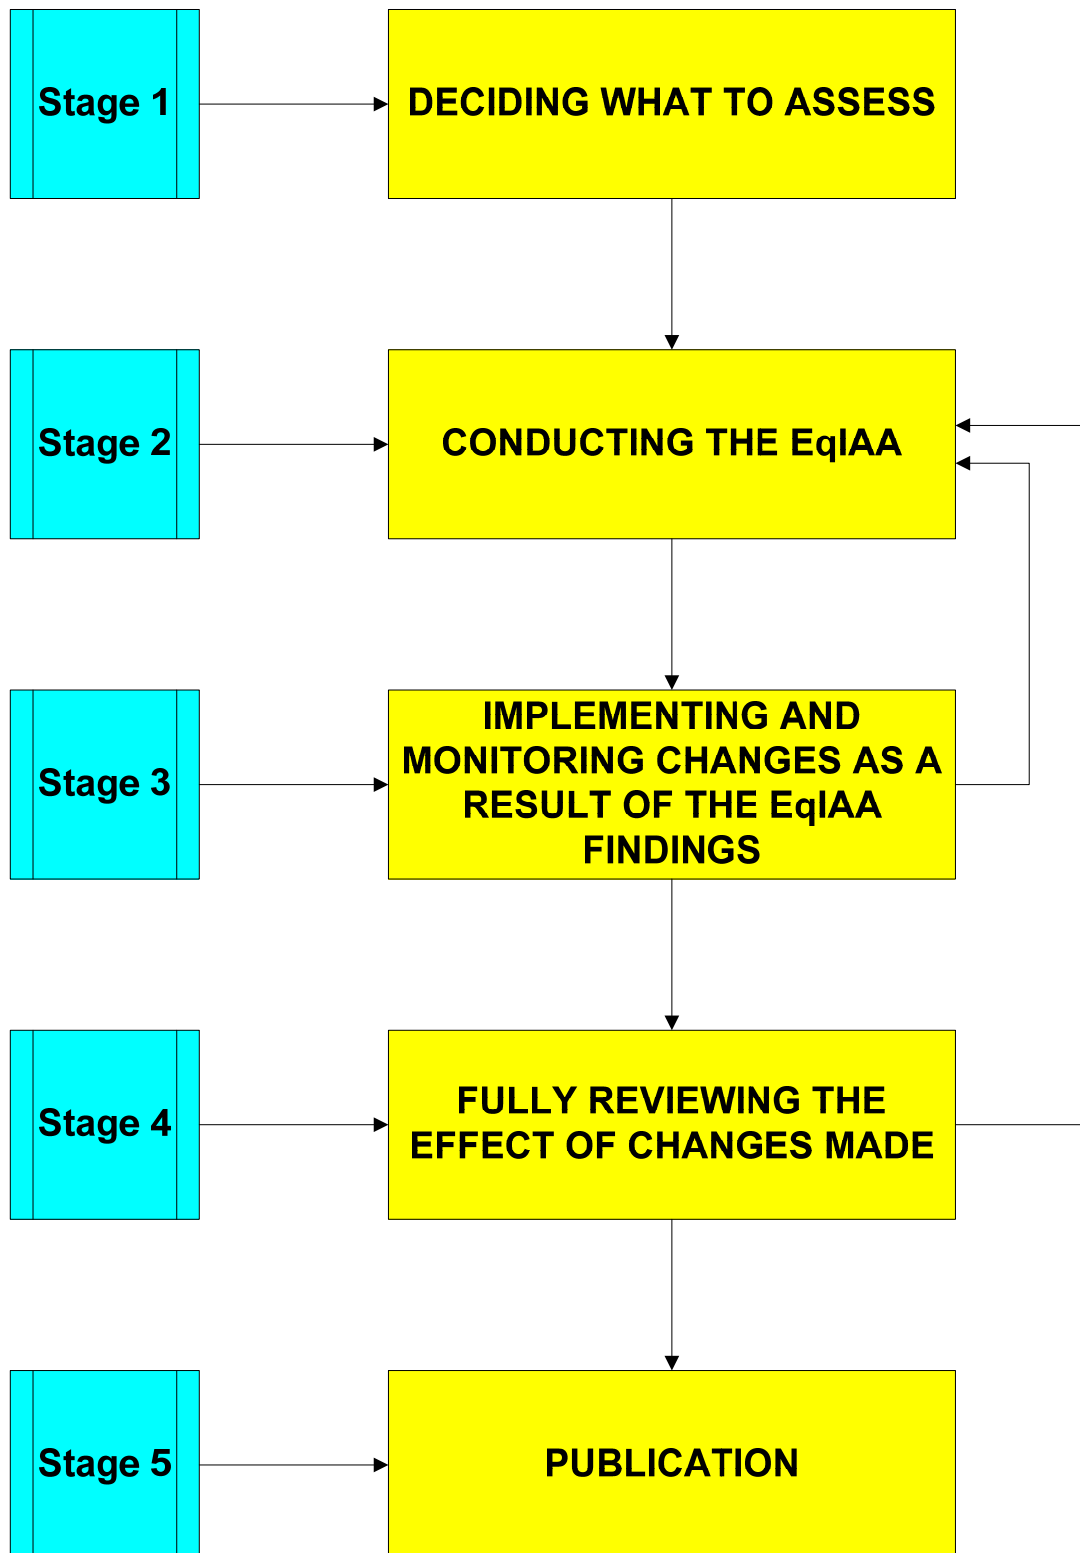 Stage 1
DECIDING WHAT TO ASSESS
Stage 2
CONDUCTING THE EqIAA
Stage 3
IMPLEMENTING AND
MONITORING CHANGES AS A
RESULT OF THE EqIAA
FINDINGS
Stage 4
FULLY REVIEWING THE
EFFECT OF CHANGES MADE
Stage 5
PUBLICATION